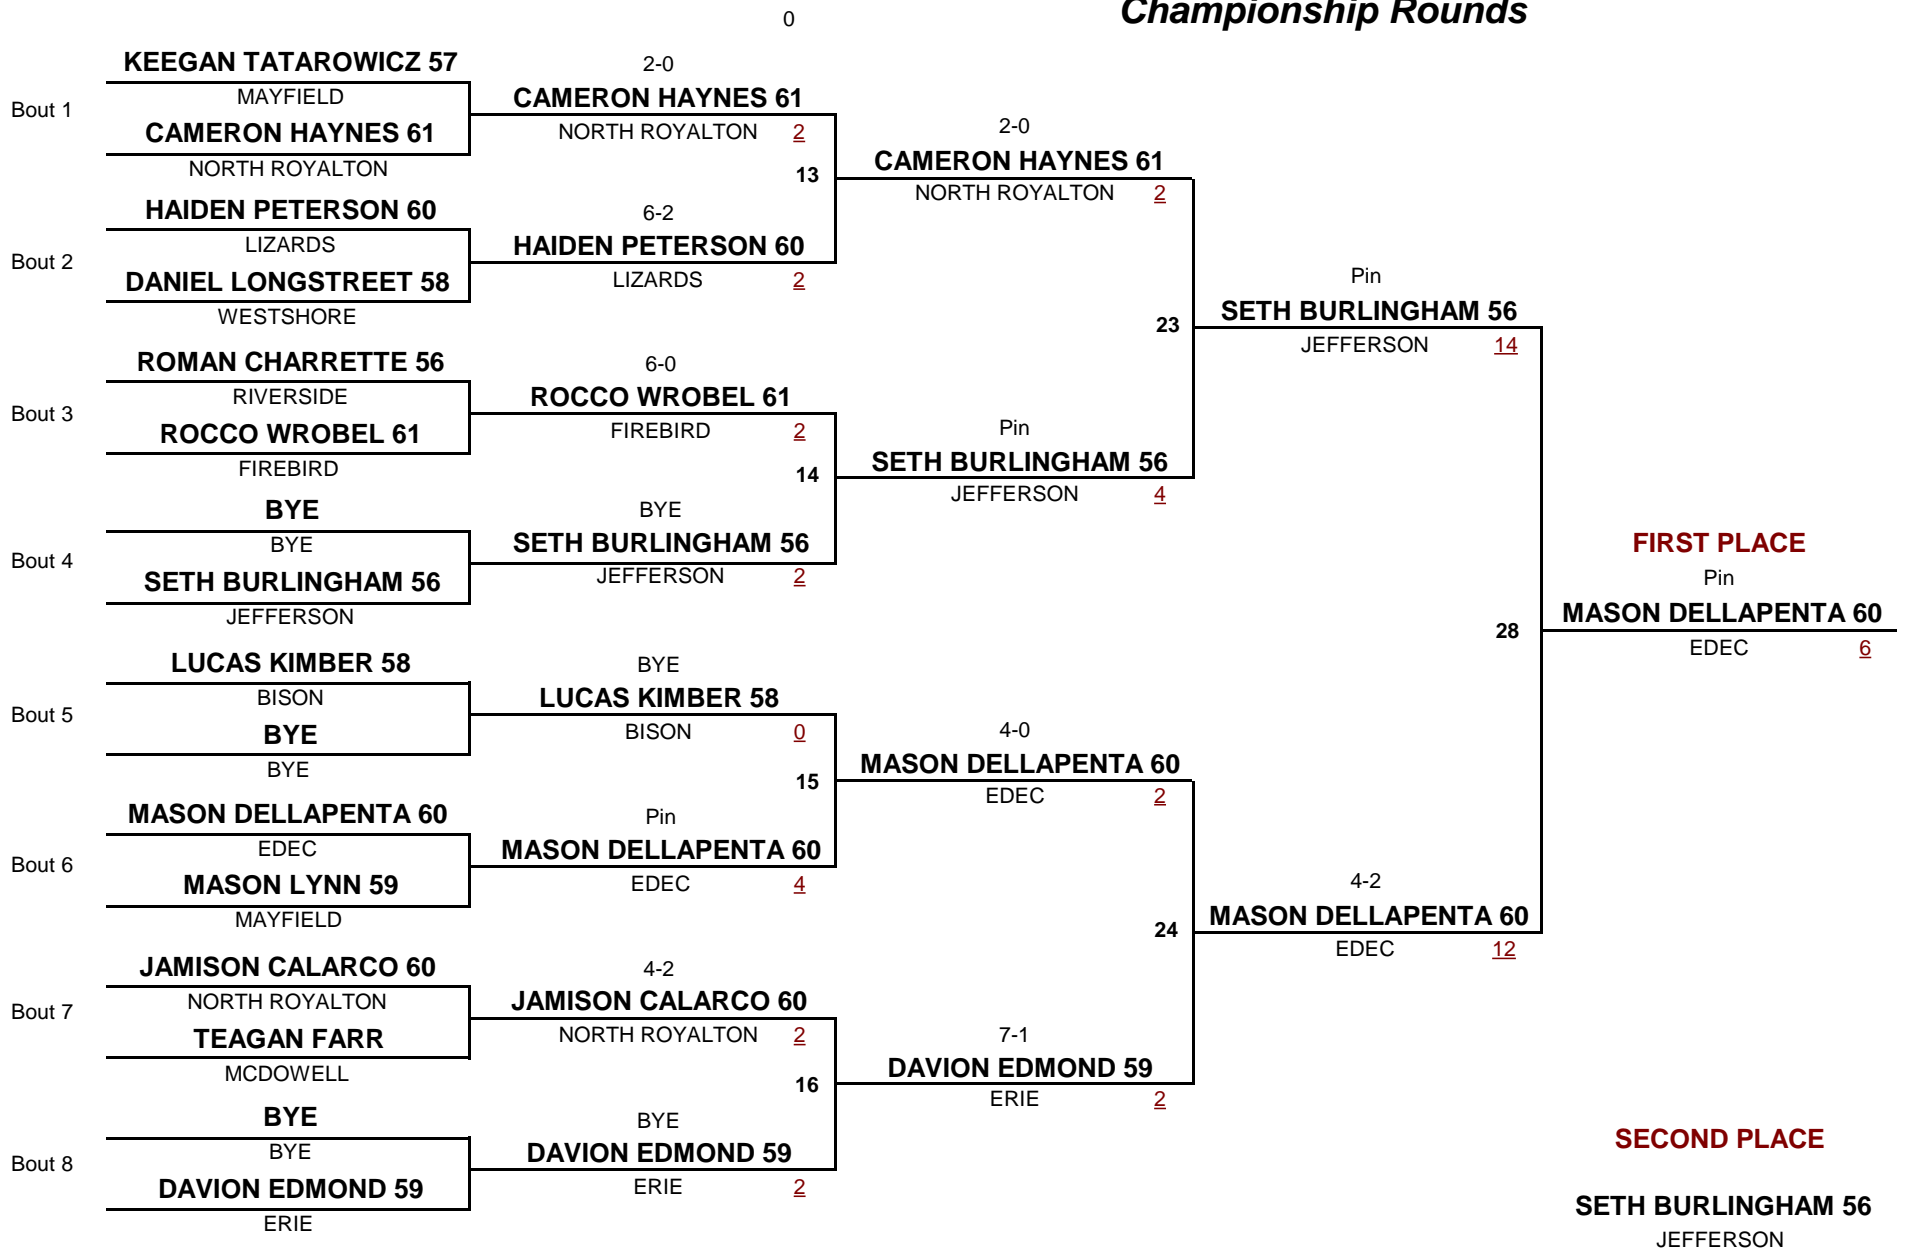 Championship Rounds
0
KEEGAN TATAROWICZ 57
MAYFIELD
Bout 1
CAMERON HAYNES 61
NORTH ROYALTON
HAIDEN PETERSON 60
LIZARDS
Bout 2
DANIEL LONGSTREET 58
WESTSHORE
ROMAN CHARRETTE 56
RIVERSIDE
Bout 3
ROCCO WROBEL 61
FIREBIRD
BYE
BYE
Bout 4
SETH BURLINGHAM 56
JEFFERSON
LUCAS KIMBER 58
BISON
Bout 5
BYE
BYE
MASON DELLAPENTA 60
EDEC
Bout 6
MASON LYNN 59
MAYFIELD
JAMISON CALARCO 60
NORTH ROYALTON
Bout 7
TEAGAN FARR
MCDOWELL
BYE
BYE
Bout 8
DAVION EDMOND 59
ERIE
2-0
CAMERON HAYNES 61
NORTH ROYALTON 2
13
6-2
HAIDEN PETERSON 60
LIZARDS 2
6-0
ROCCO WROBEL 61
FIREBIRD 2
14
BYE
SETH BURLINGHAM 56
JEFFERSON 2
BYE
LUCAS KIMBER 58
BISON 0
15
Pin
MASON DELLAPENTA 60
EDEC 4
4-2
JAMISON CALARCO 60
NORTH ROYALTON 2
16
BYE
DAVION EDMOND 59
ERIE 2
2-0
CAMERON HAYNES 61
NORTH ROYALTON 2
23
Pin
SETH BURLINGHAM 56
JEFFERSON 4
4-0
MASON DELLAPENTA 60
EDEC 2
24
7-1
DAVION EDMOND 59
ERIE 2
Pin
SETH BURLINGHAM 56
JEFFERSON 14
28
4-2
MASON DELLAPENTA 60
EDEC 12
FIRST PLACE
Pin
MASON DELLAPENTA 60
EDEC 6
SECOND PLACE
SETH BURLINGHAM 56
JEFFERSON